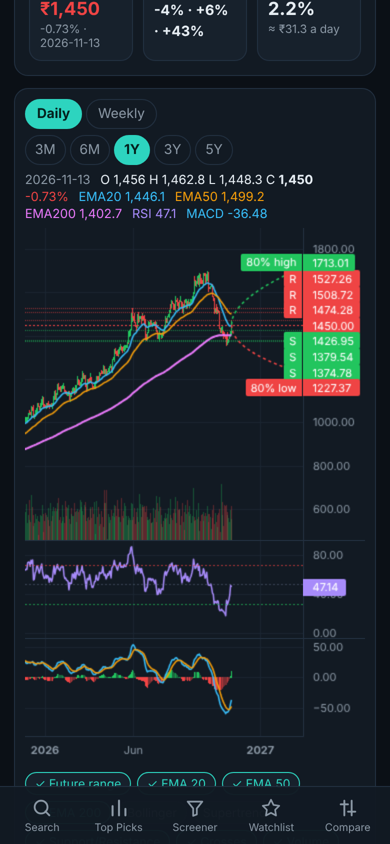 ₹1,450
-0.73% ·
2026-11-13
-4% · +6%
· +43%
2.2%
≈ ₹31.3 a day
Daily
Weekly
3M
6M
1Y
3Y
5Y
2026-11-13 O 1,456 H 1,462.8 L 1,448.3 C 1,450
-0.73% EMA20 1,446.1 EMA50 1,499.2
EMA200 1,402.7 RSI 47.1 MACD -36.48
1800.00
80% high 1713.01
R 1527.26
R 1508.72
R 1474.28
1450.00
S 1426.95
S 1379.54
S 1374.78
80% low 1227.37
1000.00
800.00
600.00
80.00
47.14
0.00
50.00
0.00
−50.00
2026 Jun 2027
✓ Future range
✓ EMA 20
✓ EMA 50
Search
Top Picks
Screener
Watchlist
Compare